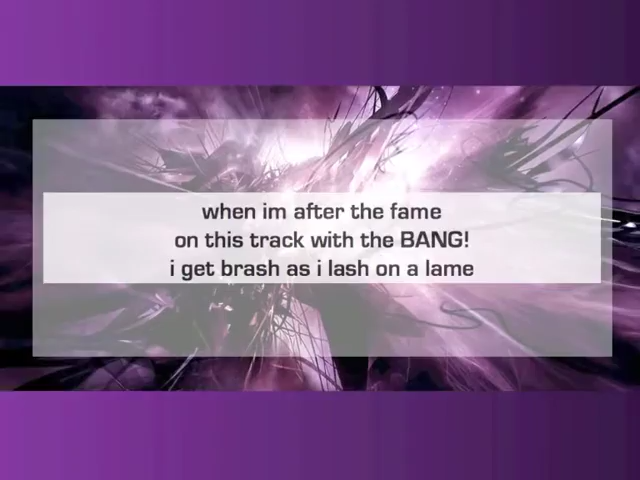 when im after the fame
on this track with the BANG!
i get brash as i lash on a lame